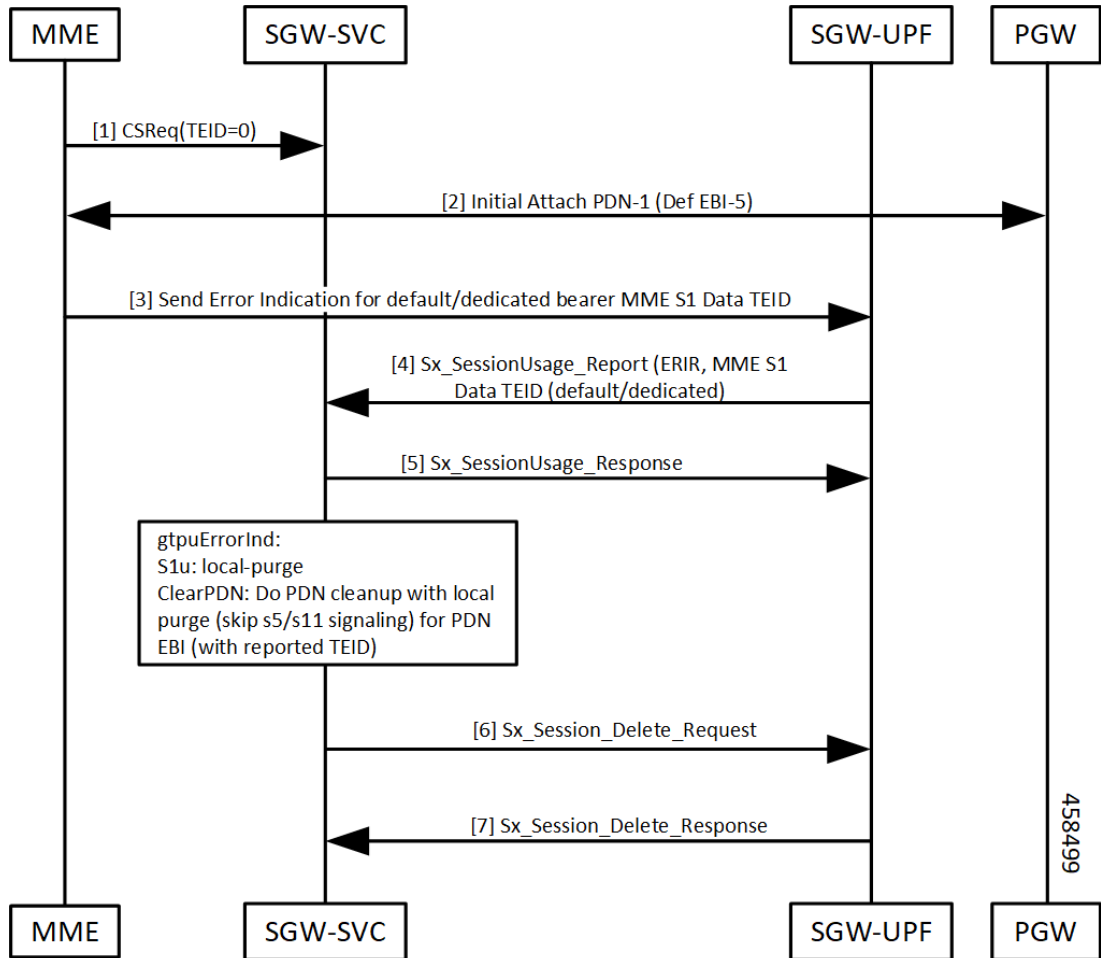 MME
SGW-SVC
SGW-UPF
PGW
[1] CSReq(TEID=0)
[2] Initial Attach PDN-1 (Def EBI-5)
[3] Send Error Indication for default/dedicated bearer MME S1 Data TEID
[4] Sx_SessionUsage_Report (ERIR, MME S1
Data TEID (default/dedicated)
[5] Sx_SessionUsage_Response
gtpuErrorInd:
S1u: local-purge
ClearPDN: Do PDN cleanup with local
purge (skip s5/s11 signaling) for PDN
EBI (with reported TEID)
[6] Sx_Session_Delete_Request
[7] Sx_Session_Delete_Response
458499
MME
SGW-SVC
SGW-UPF
PGW